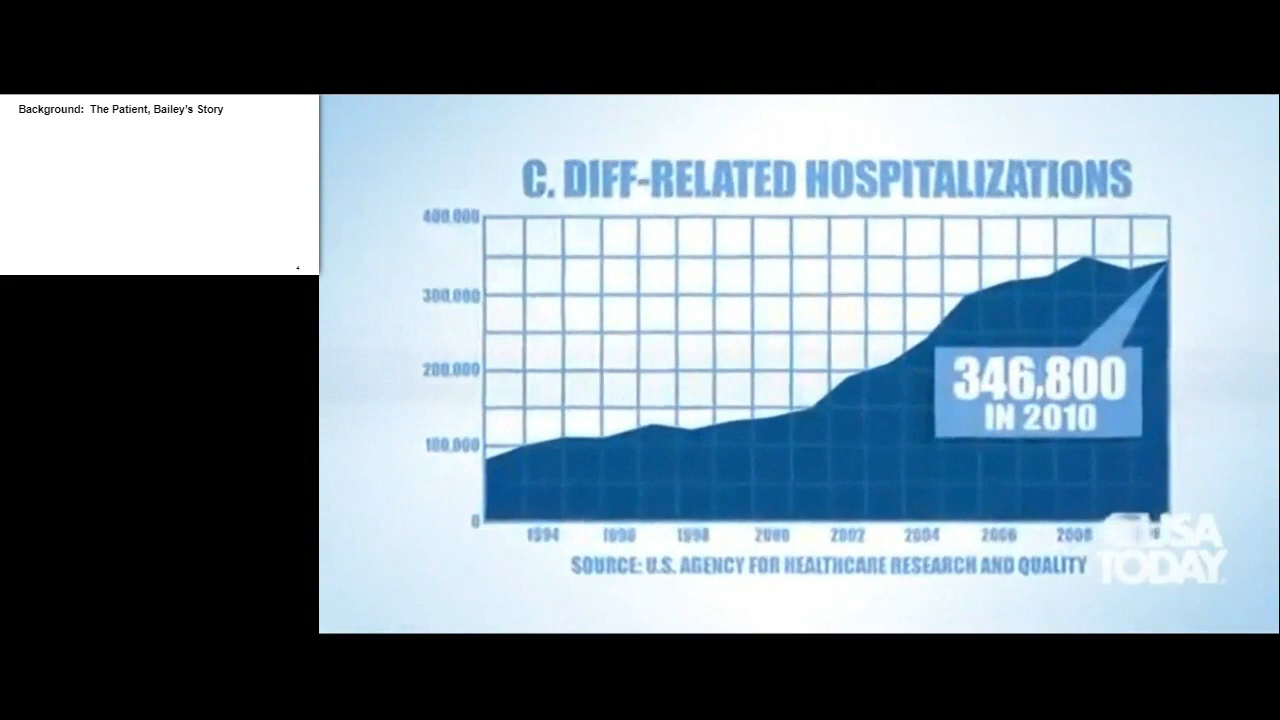 Background:  The Patient, Bailey's Story
4
C. DIFF-RELATED HOSPITALIZATIONS
400,000
300,000
200,000
100,000
0
346,800
IN 2010
1994
1996
1998
2000
2002
2004
2006
2008
SOURCE: U.S. AGENCY FOR HEALTHCARE RESEARCH AND QUALITY
USA
TODAY